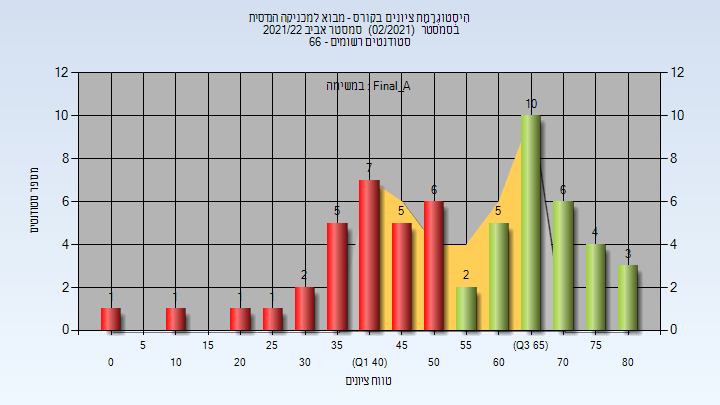 היסטוגרמת ציונים בקורס - מבוא למכניקה הנדסית
בסמסטר (02/2021) סמסטר אביב 2021/22
סטודנטים רשומים - 66
במשימה : Final_A
מספר סטודנטים
12 12
10 10
8 8
6 6
4 4
2 2
0 0
1 1 1 1 2 5 7 5 6 2 5 10 6 4 3
5 15 25 35 45 55 (Q3 65) 75
0 10 20 30 (Q1 40) 50 60 70 80
טווח ציונים